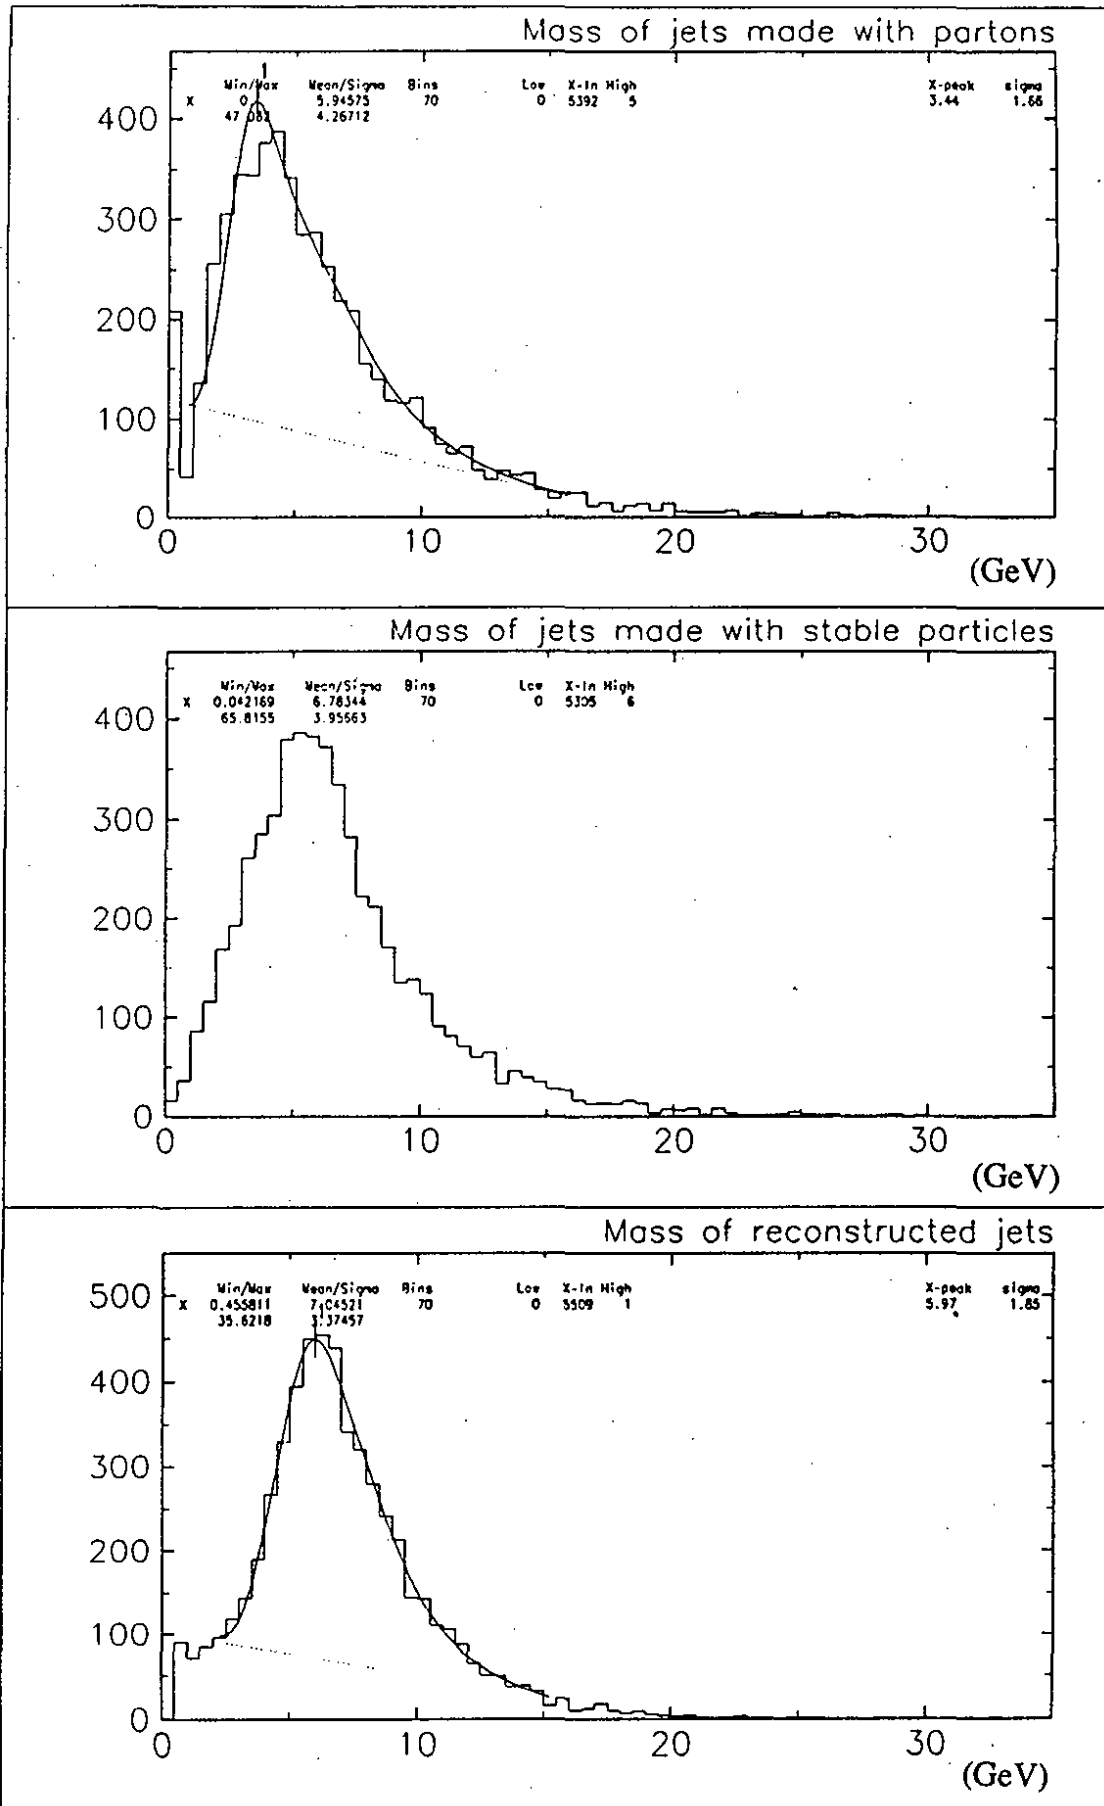 Mass of jets made with partons
1
Min/Max Mean/Sigma Bins Low X-In High X-peak sigma
X 0 5.94575 70 0 5392 5 3.44 1.66
4.26712
400
300
200
100
0
0 10 20 30
(GeV)
Mass of jets made with stable particles
Min/Max Mean/Sigma Bins Low X-In High
X 0.042169 6.78344 70 0 5305 6
65.8155 3.95663
400
300
200
100
0
0 10 20 30
(GeV)
Mass of reconstructed jets
Min/Max Mean/Sigma Bins Low X-In High X-peak sigma
X 0.455811 70 0 5509 1 5.97 1.85
35.6218 3.37457
500
400
300
200
100
0
0 10 20 30
(GeV)